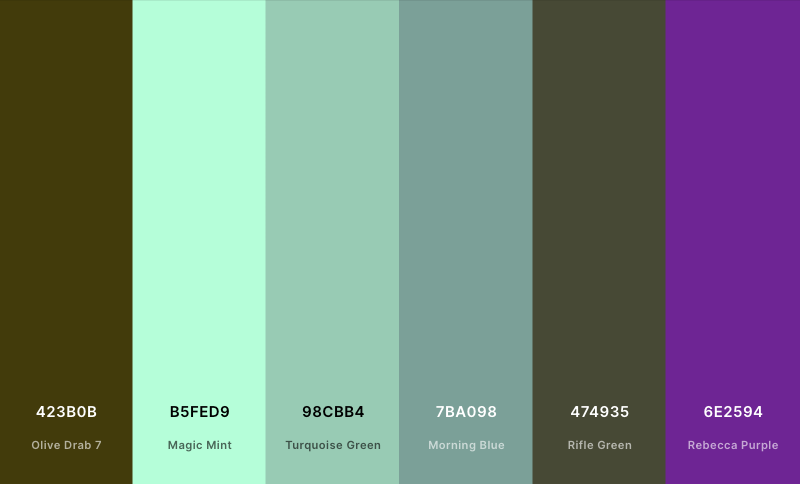 423B0B
Olive Drab 7
B5FED9
Magic Mint
98CBB4
Turquoise Green
7BA098
Morning Blue
474935
Rifle Green
6E2594
Rebecca Purple